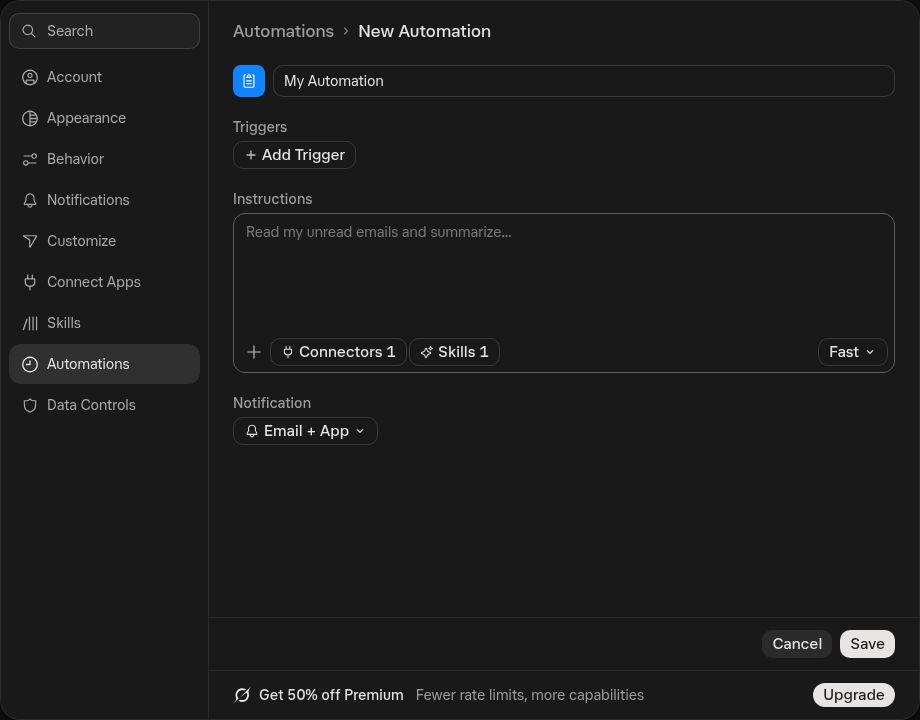 Search
Account
Appearance
Behavior
Notifications
Customize
Connect Apps
Skills
Automations
Data Controls
Automations > New Automation
My Automation
Triggers
+ Add Trigger
Instructions
Read my unread emails and summarize...
Connectors 1 Skills 1 Fast
Notification
Email + App
Cancel Save
Get 50% off Premium Fewer rate limits, more capabilities Upgrade